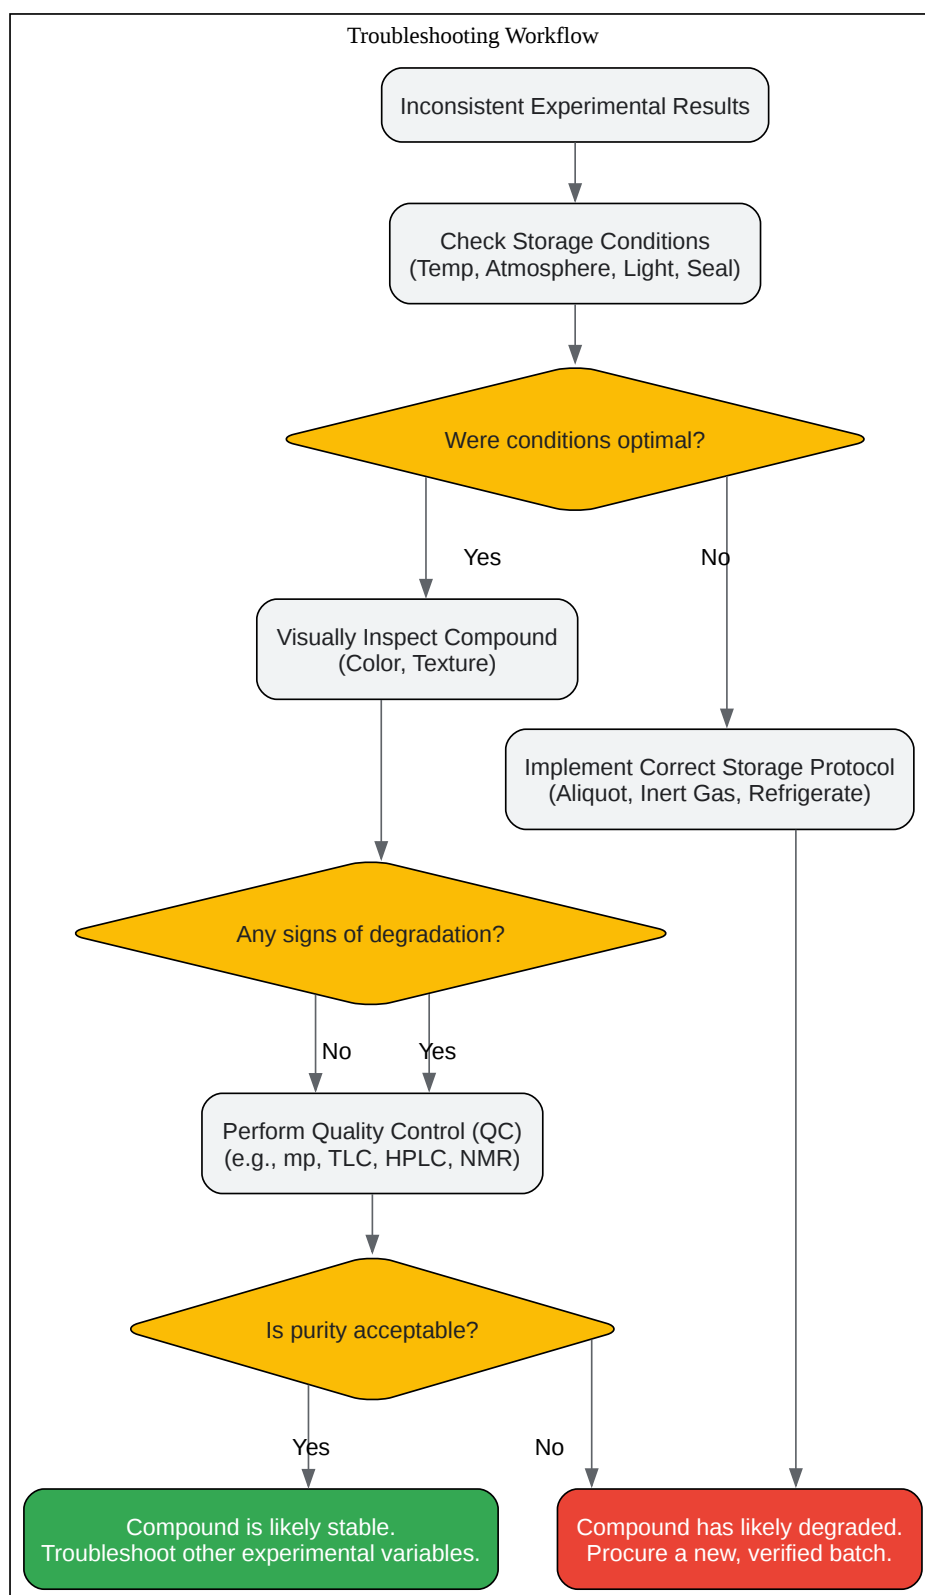 Troubleshooting Workflow
Inconsistent Experimental Results
Check Storage Conditions
(Temp, Atmosphere, Light, Seal)
Were conditions optimal?
Yes
No
Visually Inspect Compound
(Color, Texture)
Implement Correct Storage Protocol
(Aliquot, Inert Gas, Refrigerate)
Any signs of degradation?
No
Yes
Perform Quality Control (QC)
(e.g., mp, TLC, HPLC, NMR)
Is purity acceptable?
Yes
No
Compound is likely stable.
Troubleshoot other experimental variables.
Compound has likely degraded.
Procure a new, verified batch.